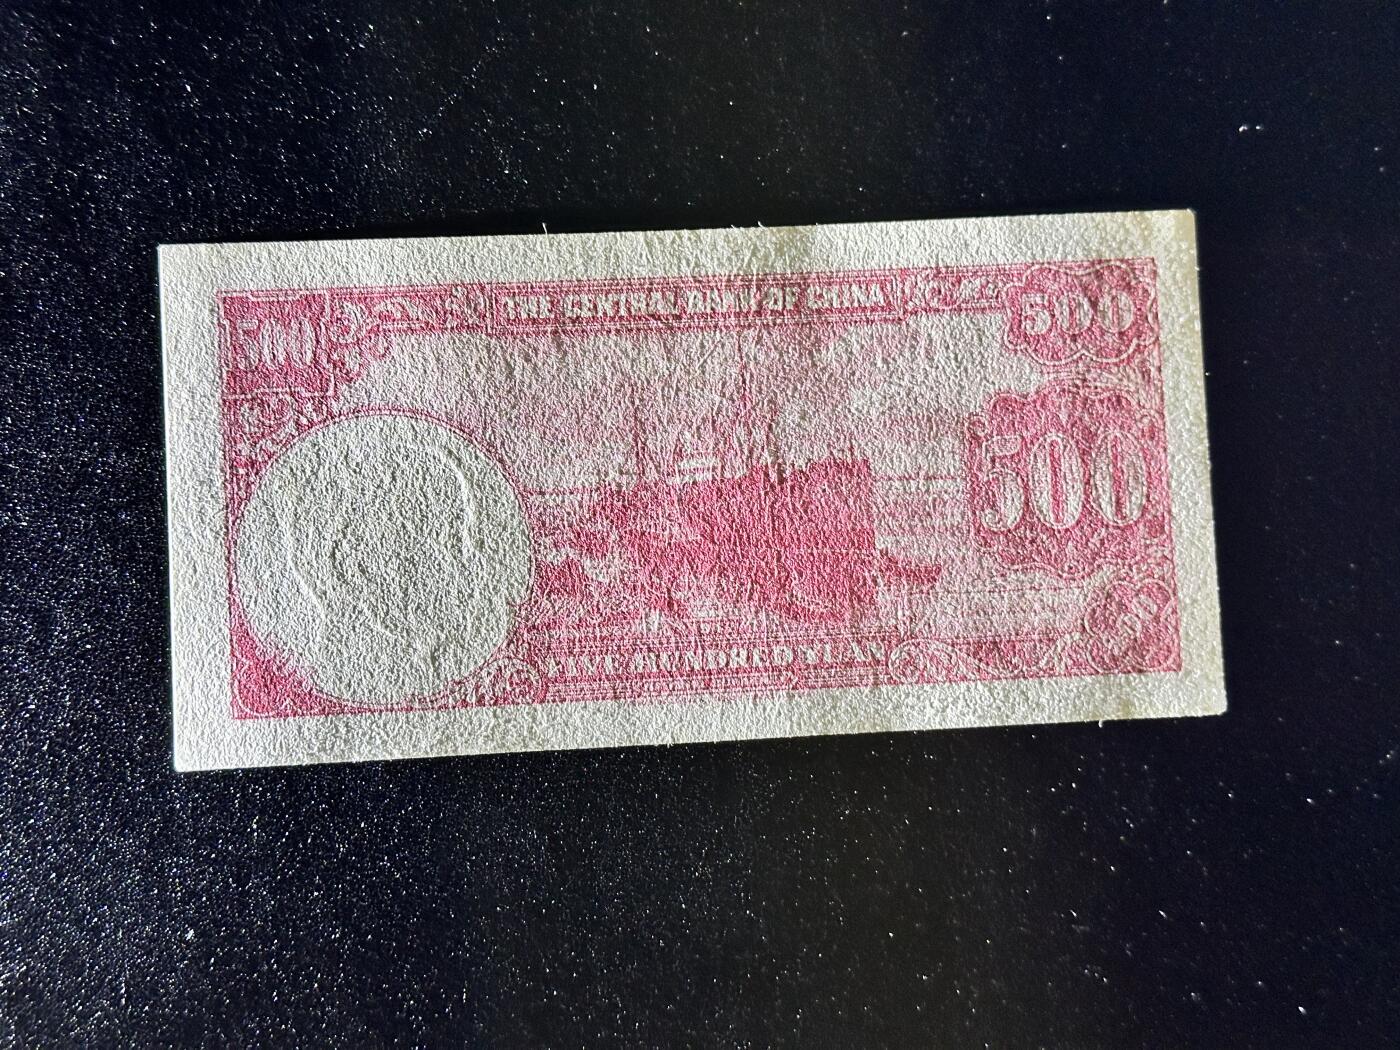 THE CENTRAL BANK OF CHINA
500
500
500
FIVE HUNDRED YUAN